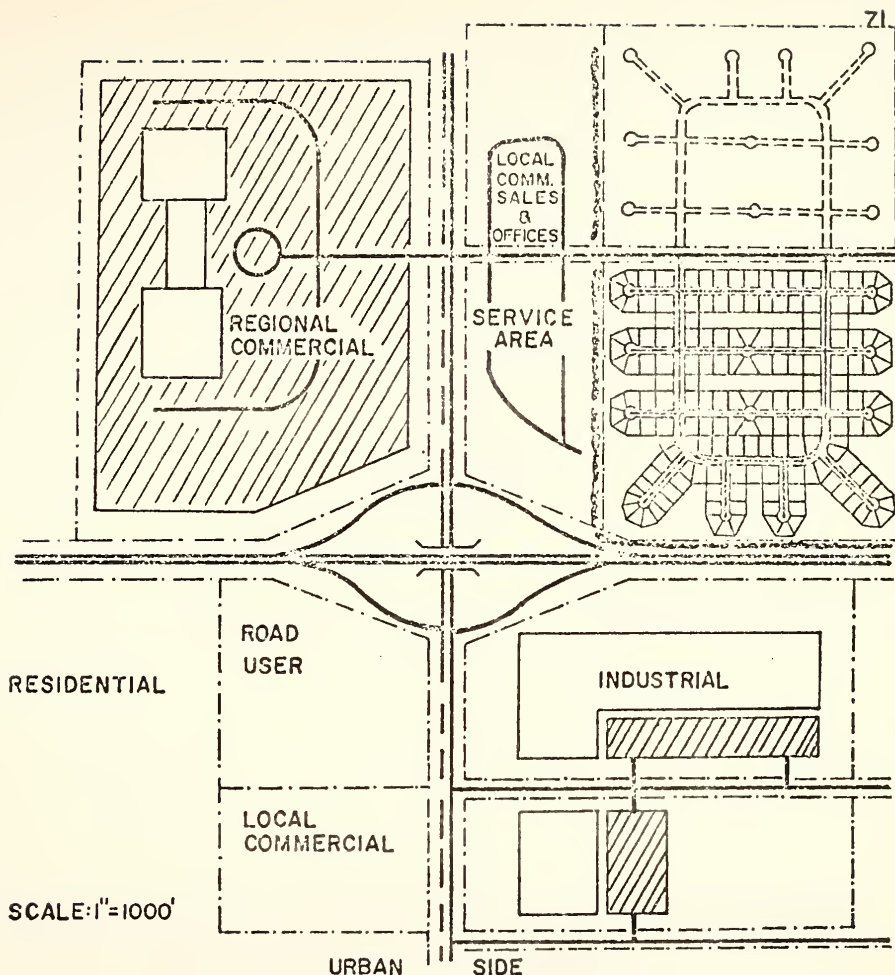 71
LOCAL
COMM.
SALES
&
OFFICES
REGIONAL
COMMERCIAL
SERVICE
AREA
ROAD
USER
RESIDENTIAL
INDUSTRIAL
LOCAL
COMMERCIAL
SCALE: 1"=1000'
URBAN SIDE